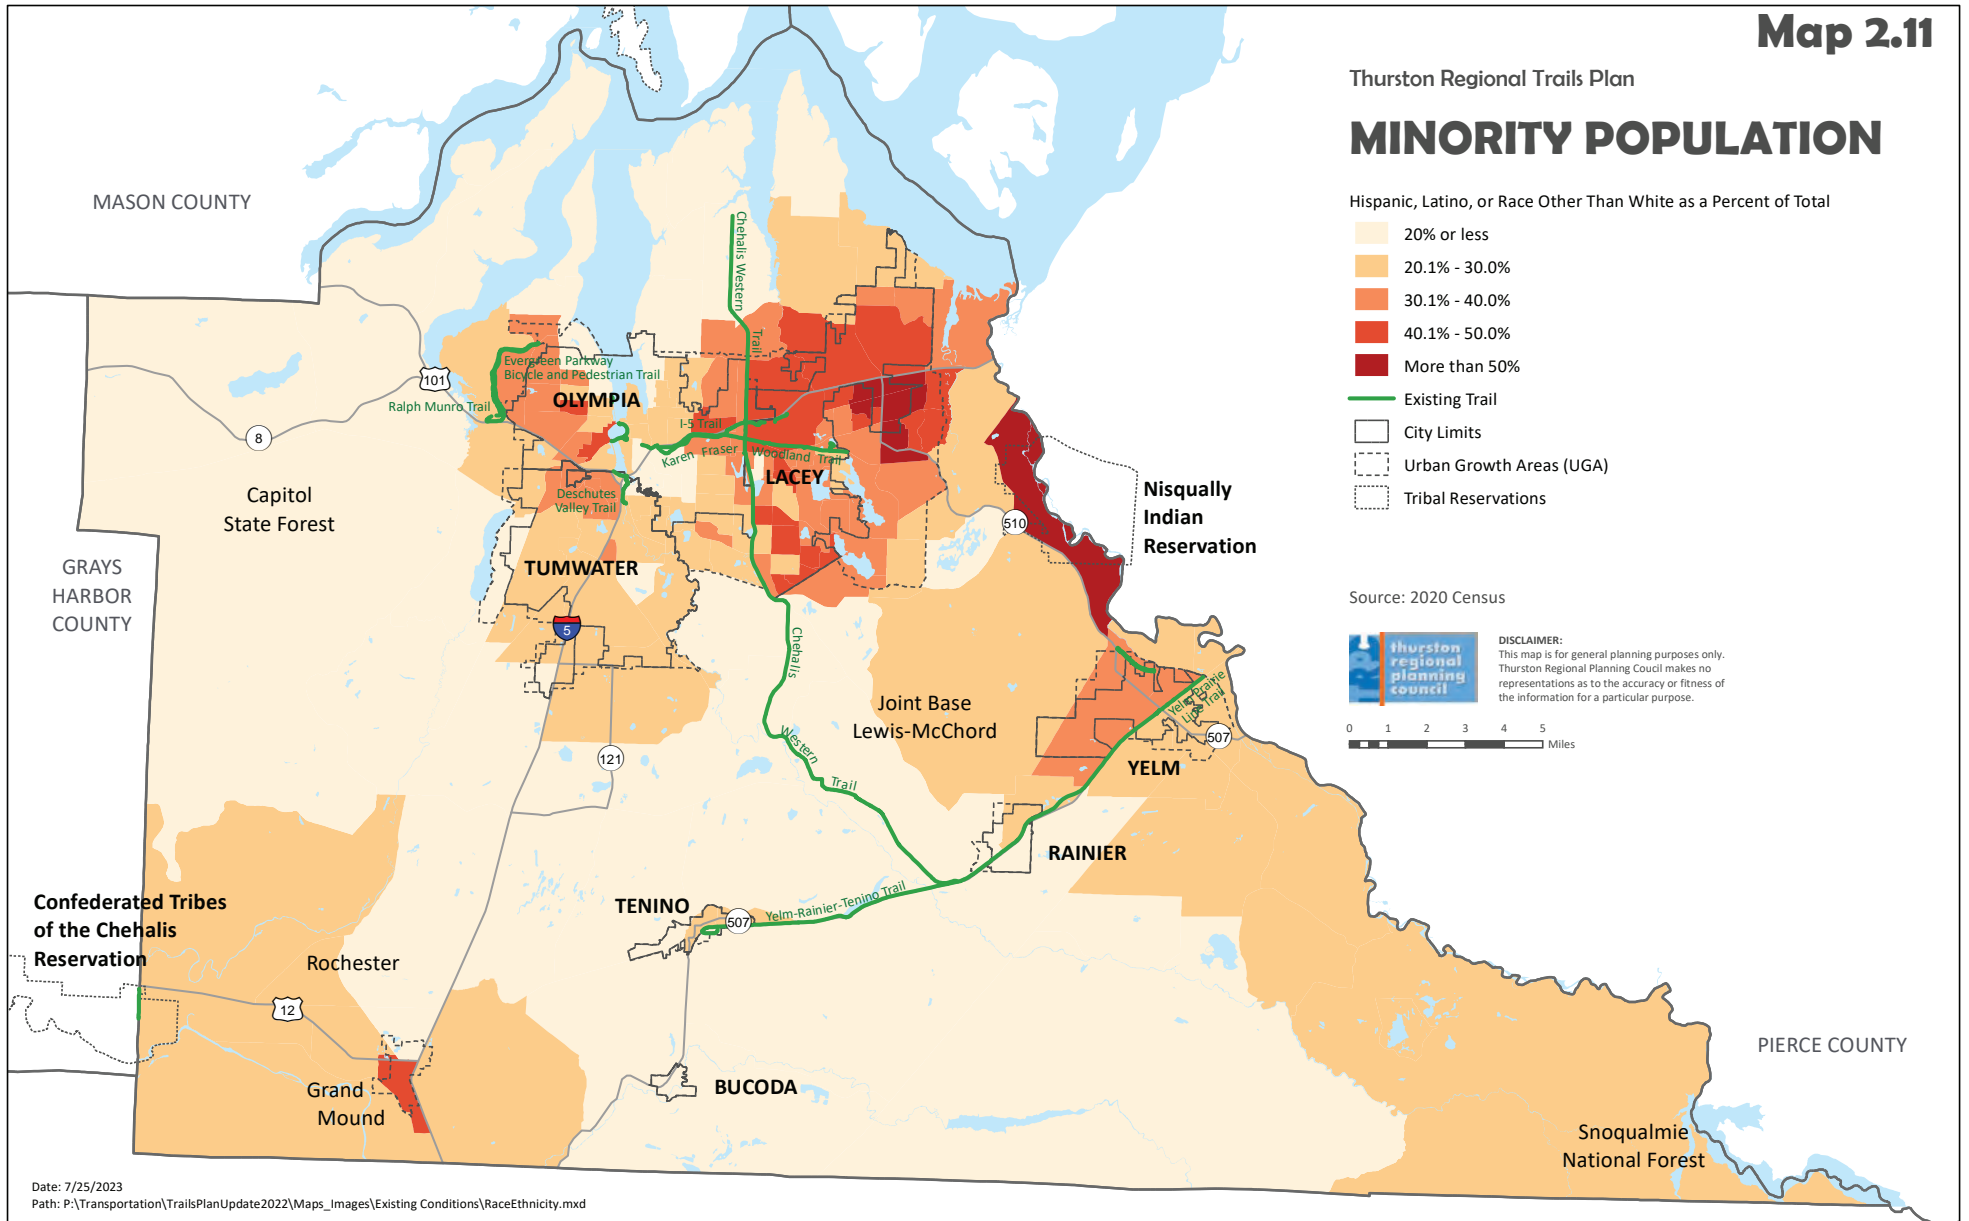 Map 2.11
Thurston Regional Trails Plan
MINORITY POPULATION
Hispanic, Latino, or Race Other Than White as a Percent of Total
20% or less
20.1% - 30.0%
30.1% - 40.0%
40.1% - 50.0%
More than 50%
Existing Trail
City Limits
Urban Growth Areas (UGA)
Tribal Reservations
Source: 2020 Census
thurston
regional
planning
council
TRPC
DISCLAIMER:
This map is for general planning purposes only.
Thurston Regional Planning Coucil makes no
representations as to the accuracy or fitness of
the information for a particular purpose.
0 1 2 3 4 5
Miles
MASON COUNTY
GRAYS
HARBOR
COUNTY
PIERCE COUNTY
Capitol
State Forest
101
8
Evergreen Parkway
Bicycle and Pedestrian Trail
Ralph Munro Trail
OLYMPIA
Chehalis Western
Trail
I-5 Trail
Karen Fraser Woodland Trail
LACEY
Deschutes
Valley Trail
TUMWATER
5
121
Nisqually
Indian
Reservation
510
Chehalis
Western
Trail
Joint Base
Lewis-McChord
Yelm Prairie
Line Trail
507
YELM
RAINIER
TENINO
507
Yelm-Rainier-Tenino Trail
Confederated Tribes
of the Chehalis
Reservation
Rochester
12
Grand
Mound
BUCODA
Snoqualmie
National Forest
Date: 7/25/2023
Path: P:\Transportation\TrailsPlanUpdate2022\Maps_Images\Existing Conditions\RaceEthnicity.mxd